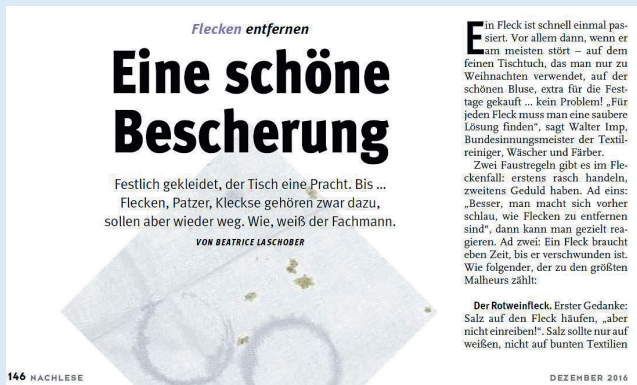 Flecken entfernen
Eine schöne
Bescherung
Festlich gekleidet, der Tisch eine Pracht. Bis ...
Flecken, Patzer, Kleckse gehören zwar dazu,
sollen aber wieder weg. Wie, weiß der Fachmann.
VON BEATRICE LASCHOBER
Ein Fleck ist schnell einmal pas-
siert. Vor allem dann, wenn er
am meisten stört – auf dem
feinen Tischtuch, das man nur zu
Weihnachten verwendet, auf der
schönen Bluse, extra für die Fest-
tage gekauft ... kein Problem! „Für
jeden Fleck muss man eine saubere
Lösung finden“, sagt Walter Imp,
Bundesinnungsmeister der Textil-
reiniger, Wäscher und Färber.
Zwei Faustregeln gibt es im Fle-
ckenfall: erstens rasch handeln,
zweitens Geduld haben. Ad eins:
„Besser, man macht sich vorher
schlau, wie Flecken zu entfernen
sind“, dann kann man gezielt rea-
gieren. Ad zwei: Ein Fleck braucht
eben Zeit, bis er verschwunden ist.
Wie folgender, der zu den größten
Malheurs zählt:
Der Rotweinfleck. Erster Gedanke:
Salz auf den Fleck häufen, „aber
nicht einreiben!“. Salz sollte nur auf
weißen, nicht auf bunten Textilien
146 NACHLESE
DEZEMBER 2016